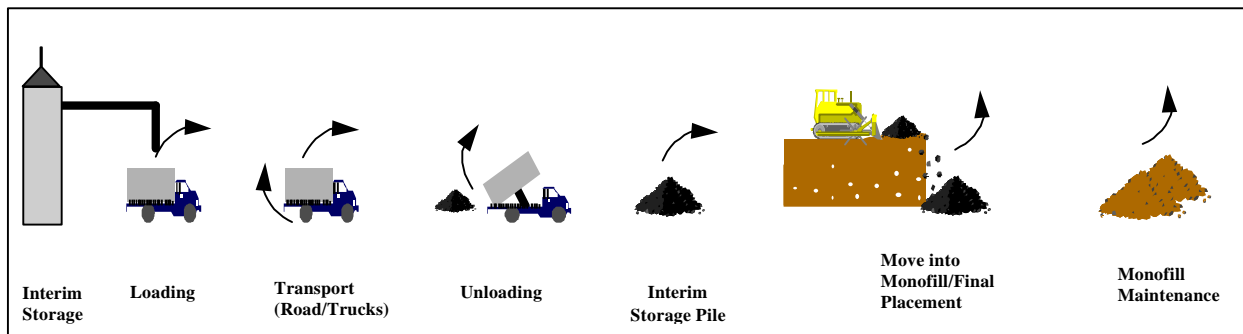 Interim
Storage
Loading
Transport
(Road/Trucks)
Unloading
Interim
Storage Pile
Move into
Monofill/Final
Placement
Monofill
Maintenance